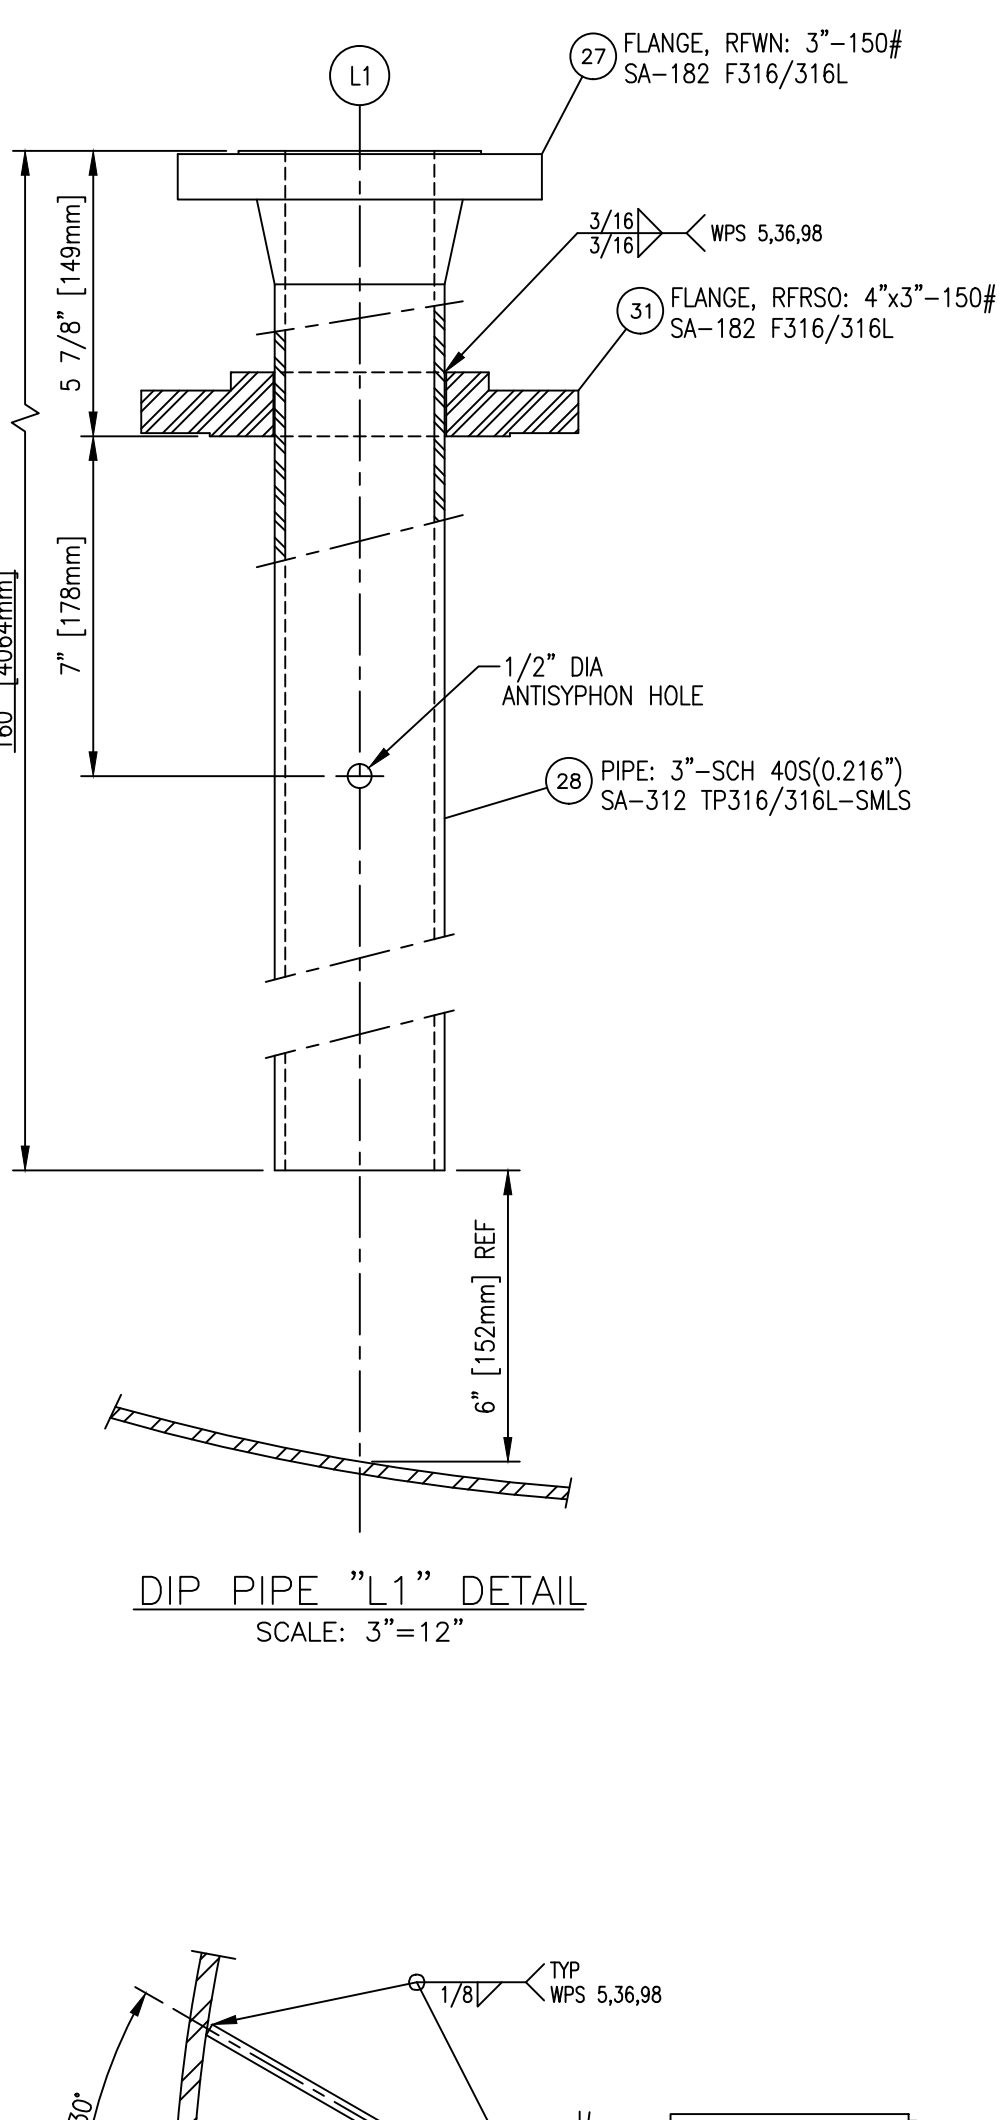 L1
27
FLANGE, RFWN: 3"-150#
SA-182 F316/316L
5 7/8" [149mm]
3/16
3/16
WPS 5,36,98
31
FLANGE, RFRSO: 4"x3"-150#
SA-182 F316/316L
7" [178mm]
160" [4064mm]
1/2" DIA
ANTISYPHON HOLE
28
PIPE: 3"-SCH 40S(0.216")
SA-312 TP316/316L-SMLS
6" [152mm] REF
DIP PIPE "L1" DETAIL
SCALE: 3"=12"
TYP
1/8
WPS 5,36,98
30°